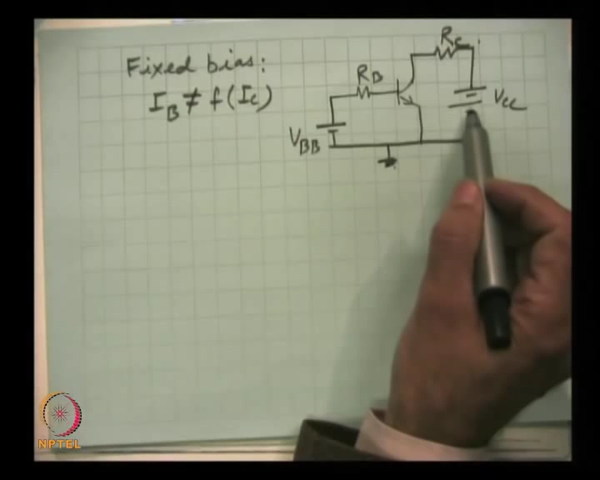 Fixed bias:
I_B ≠ f(I_C)
R_B
R_C
V_BB
V_CC
NPTEL